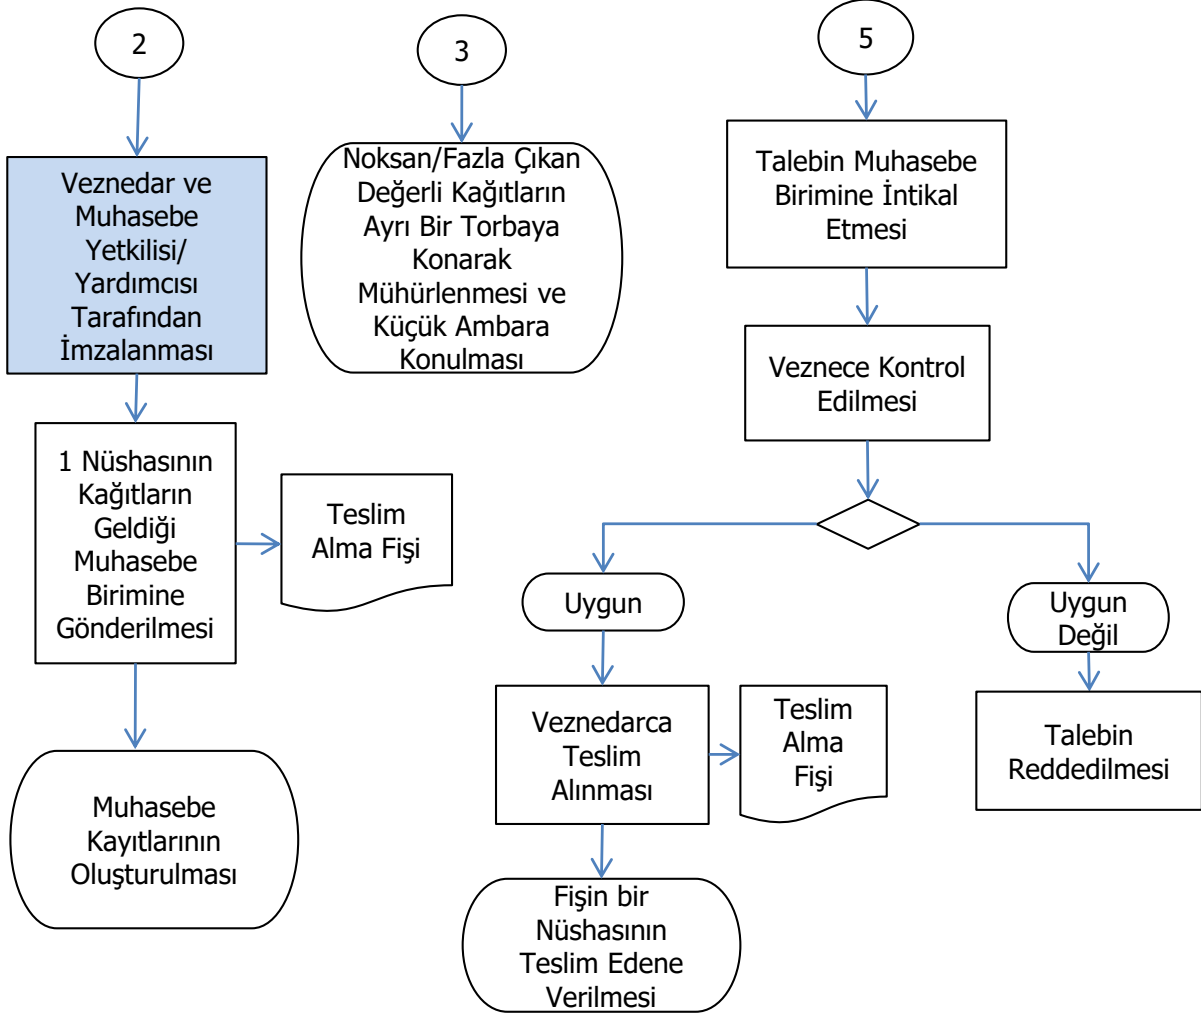 2
Veznedar ve
Muhasebe
Yetkilisi/
Yardımcısı
Tarafından
İmzalanması
1 Nüshasının
Kağıtların
Geldiği
Muhasebe
Birimine
Gönderilmesi
Teslim
Alma Fişi
Muhasebe
Kayıtlarının
Oluşturulması
3
Noksan/Fazla Çıkan
Değerli Kağıtların
Ayrı Bir Torbaya
Konarak
Mühürlenmesi ve
Küçük Ambara
Konulması
5
Talebin Muhasebe
Birimine İntikal
Etmesi
Veznece Kontrol
Edilmesi
Uygun
Veznedarca
Teslim
Alınması
Teslim
Alma
Fişi
Fişin bir
Nüshasının
Teslim Edene
Verilmesi
Uygun
Değil
Talebin
Reddedilmesi